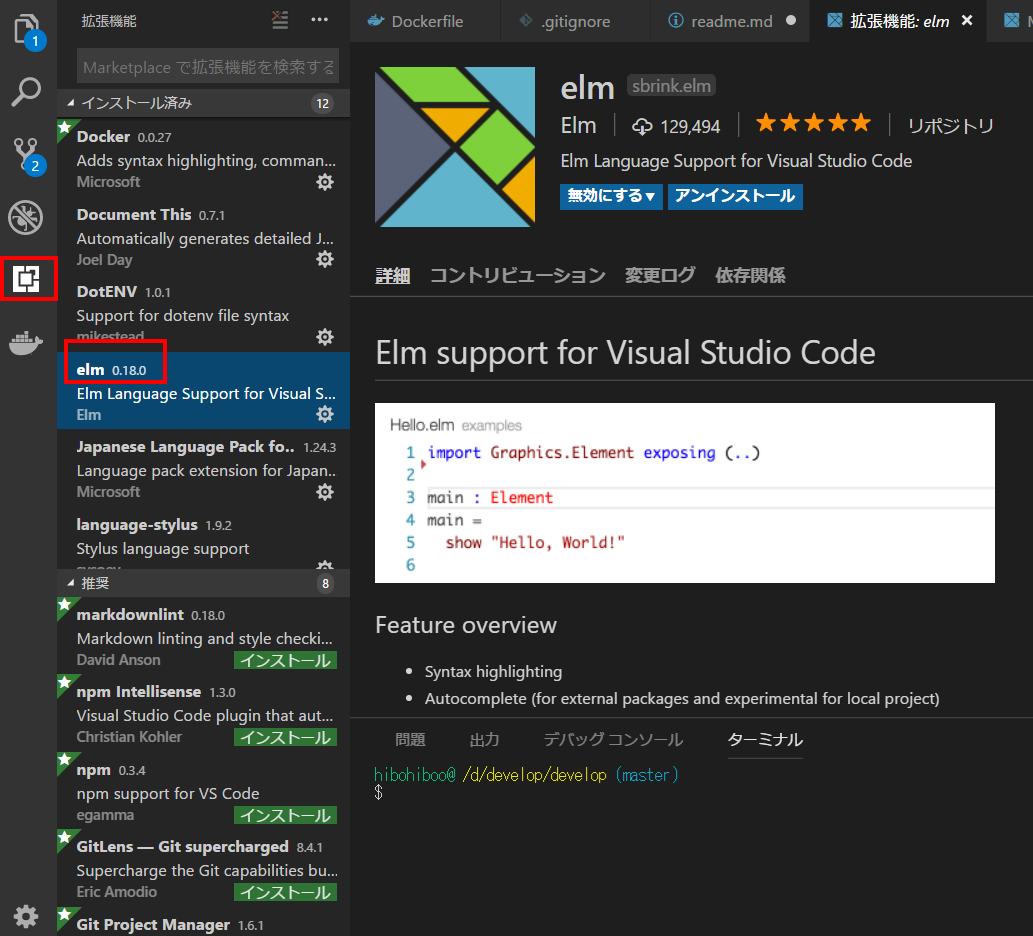 1
2
拡張機能
Marketplace で拡張機能を検索する
インストール済み 12
Docker 0.0.27
Adds syntax highlighting, comman...
Microsoft
Document This 0.7.1
Automatically generates detailed J...
Joel Day
DotENV 1.0.1
Support for dotenv file syntax
mikestead
elm 0.18.0
Elm Language Support for Visual S...
Elm
Japanese Language Pack fo.. 1.24.3
Language pack extension for Japan...
Microsoft
language-stylus 1.9.2
Stylus language support
推奨 8
markdownlint 0.18.0
Markdown linting and style checki...
David Anson インストール
npm Intellisense 1.3.0
Visual Studio Code plugin that aut...
Christian Kohler インストール
npm 0.3.4
npm support for VS Code
egamma インストール
GitLens — Git supercharged 8.4.1
Supercharge the Git capabilities bu...
Eric Amodio インストール
Git Project Manager 1.6.1
Dockerfile .gitignore readme.md 拡張機能: elm
elm sbrink.elm
Elm 129,494 リポジトリ
Elm Language Support for Visual Studio Code
無効にする▼ アンインストール
詳細 コントリビューション 変更ログ 依存関係
Elm support for Visual Studio Code
Hello.elm examples
1 import Graphics.Element exposing (..)
2
3 main : Element
4 main =
5 show "Hello, World!"
6
Feature overview
• Syntax highlighting
• Autocomplete (for external packages and experimental for local project)
問題 出力 デバッグ コンソール ターミナル
hibohiboo@ /d/develop/develop (master)
$